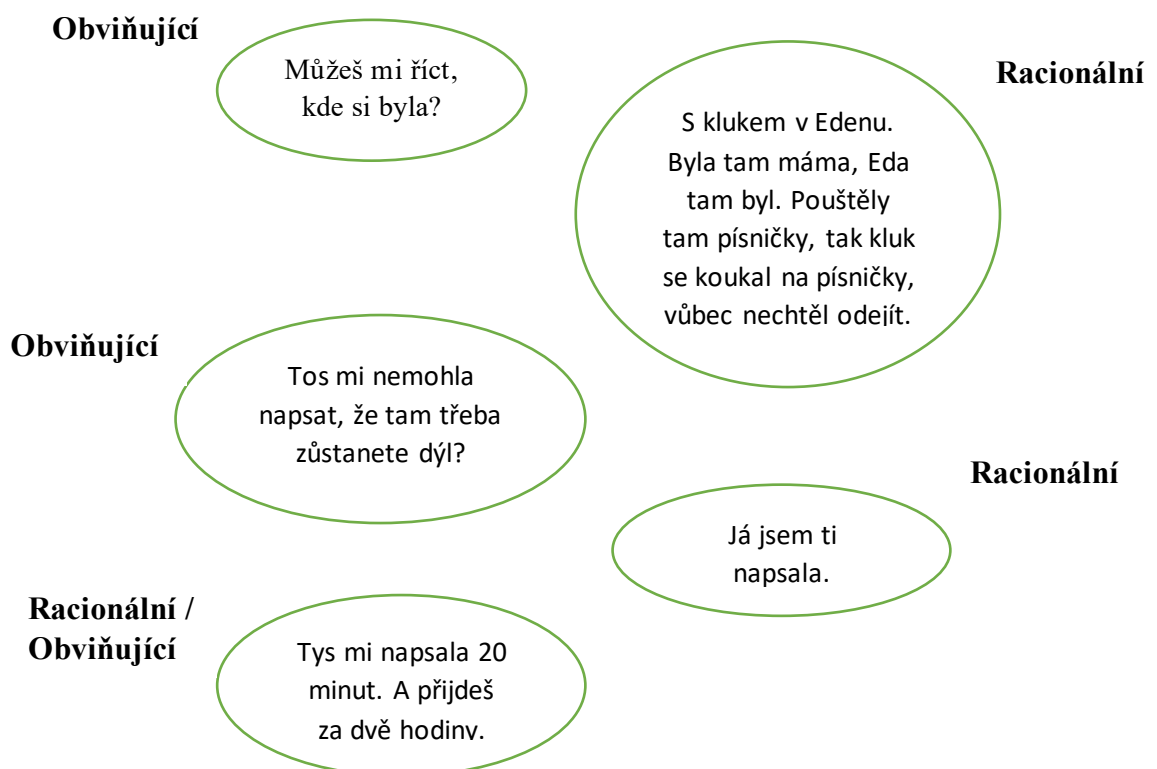 Obviňující
Můžeš mi říct,
kde si byla?
Racionální
S klukem v Edenu.
Byla tam máma, Eda
tam byl. Pouštěly
tam písničky, tak kluk
se koukal na písničky,
vůbec nechtěl odejít.
Obviňující
Tos mi nemohla
napsat, že tam třeba
zůstanete dýl?
Racionální
Já jsem ti
napsala.
Racionální /
Obviňující
Tys mi napsala 20
minut. A přijdeš
za dvě hodiny.